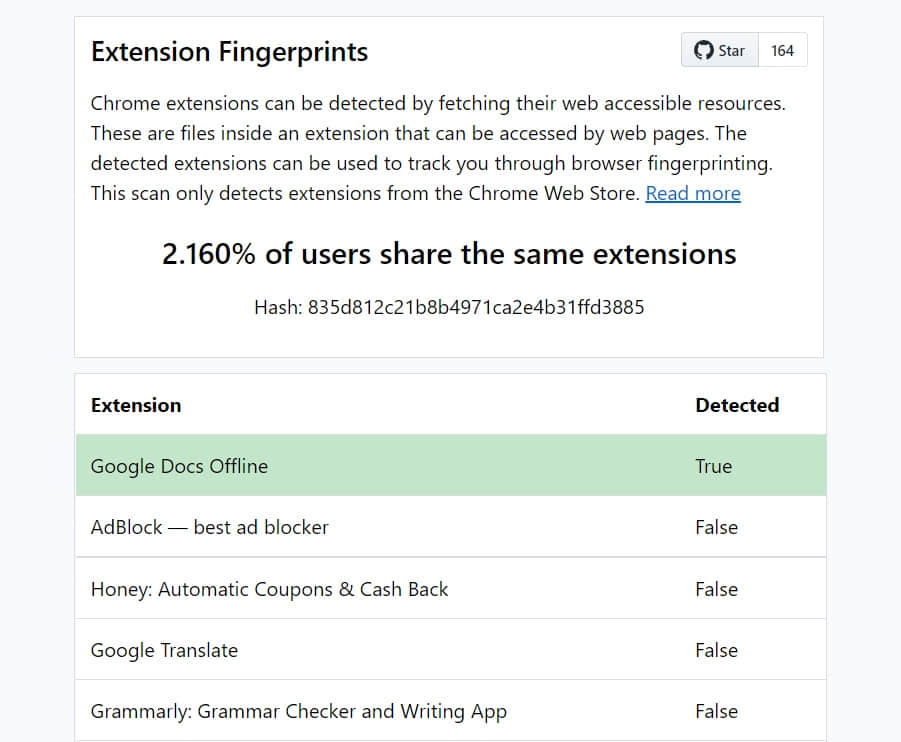 Extension Fingerprints
Star 164
Chrome extensions can be detected by fetching their web accessible resources.
These are files inside an extension that can be accessed by web pages. The
detected extensions can be used to track you through browser fingerprinting.
This scan only detects extensions from the Chrome Web Store. Read more
2.160% of users share the same extensions
Hash: 835d812c21b8b4971ca2e4b31ffd3885
Extension Detected
Google Docs Offline True
AdBlock — best ad blocker False
Honey: Automatic Coupons & Cash Back False
Google Translate False
Grammarly: Grammar Checker and Writing App False